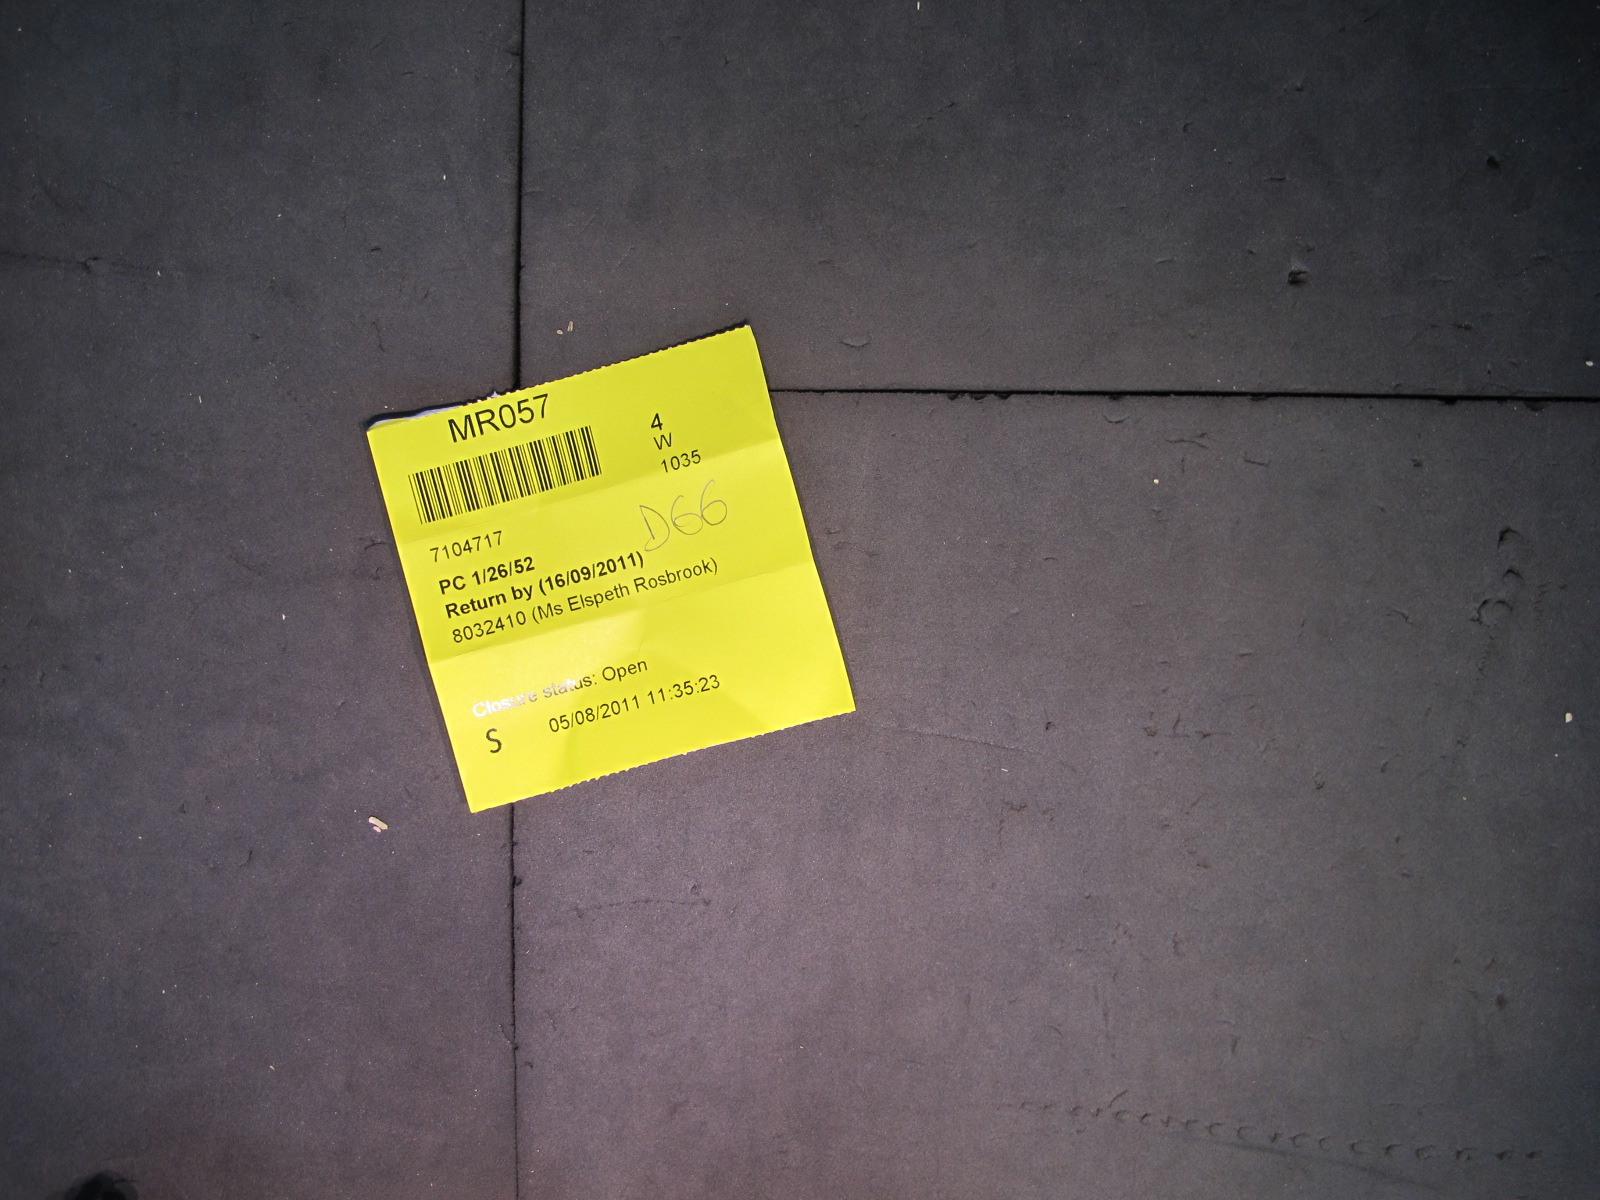 MR057
4
W
1035
D66
7104717
PC 1/26/52
Return by (16/09/2011)
8032410 (Ms Elspeth Rosbrook)
Closure status: Open
S 05/08/2011 11:35:23